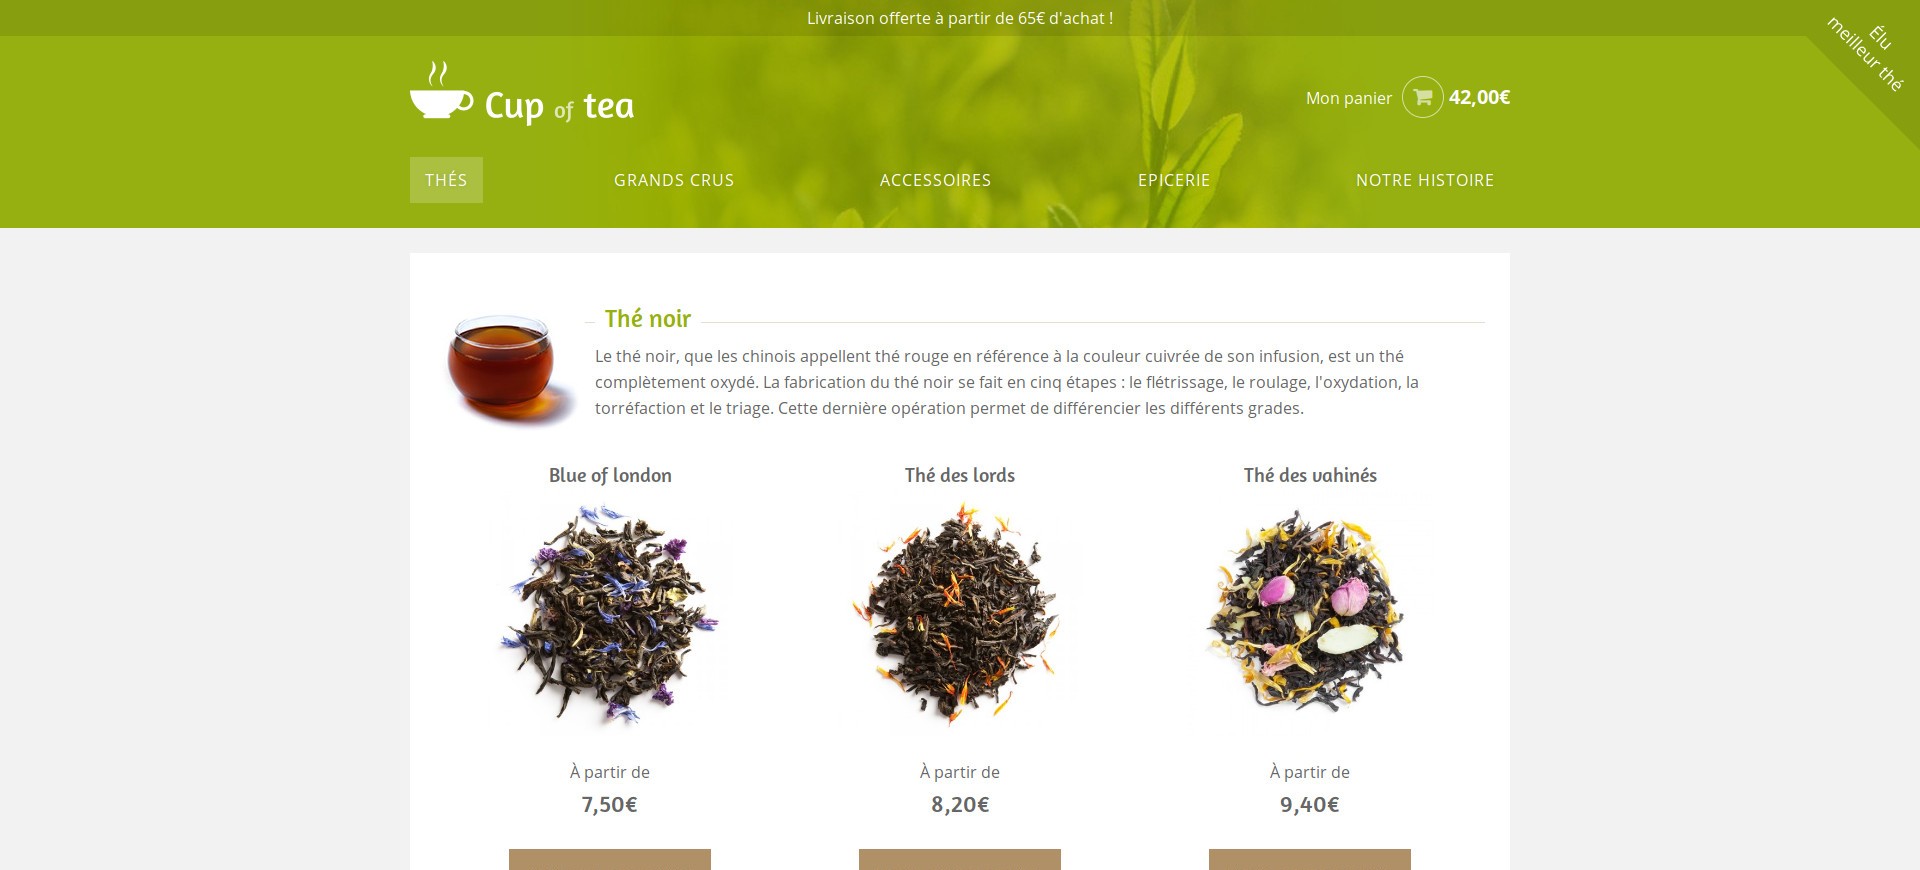 Livraison offerte à partir de 65€ d'achat !
Élu
meilleur thé
Cup of tea
Mon panier 42,00€
THÉS GRANDS CRUS ACCESSOIRES EPICERIE NOTRE HISTOIRE
Thé noir
Le thé noir, que les chinois appellent thé rouge en référence à la couleur cuivrée de son infusion, est un thé
complètement oxydé. La fabrication du thé noir se fait en cinq étapes : le flétrissage, le roulage, l'oxydation, la
torréfaction et le triage. Cette dernière opération permet de différencier les différents grades.
Blue of london
Thé des lords
Thé des vahinés
À partir de
7,50€
À partir de
8,20€
À partir de
9,40€